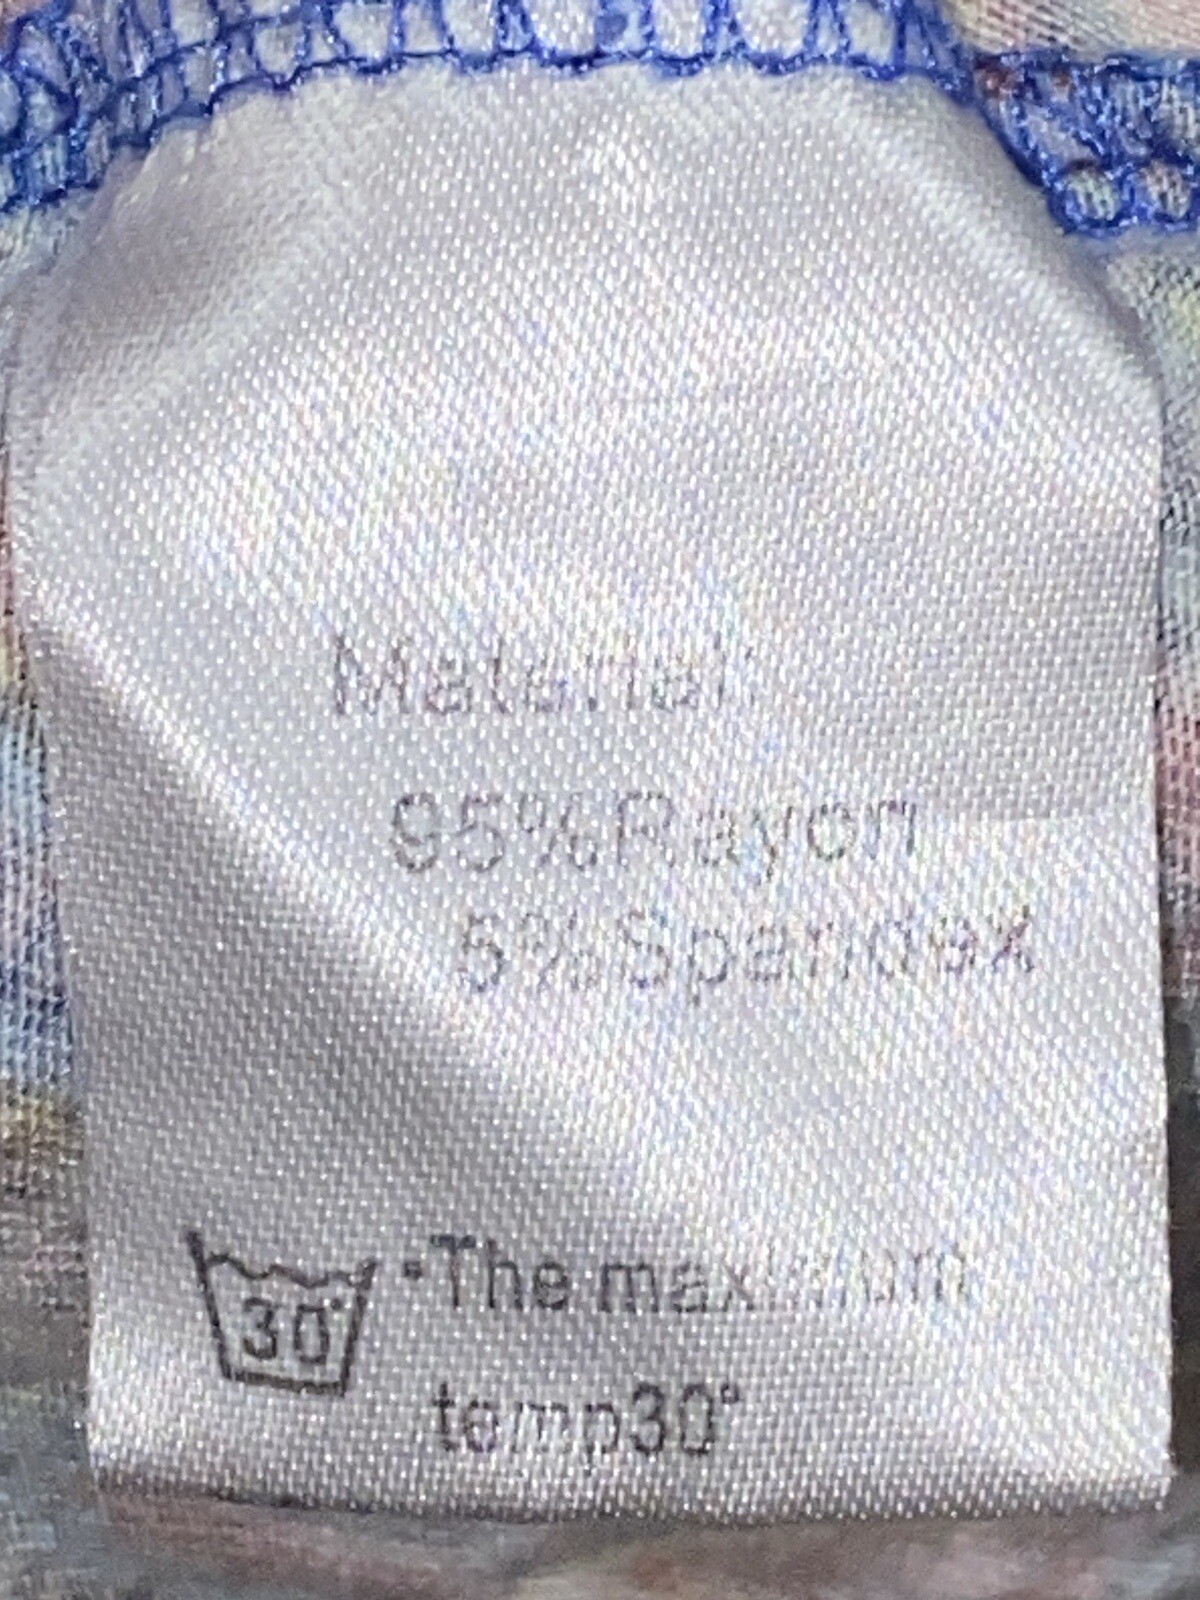 Material:
95%Rayon
5%Spandex
30° •The maximum
temp30°